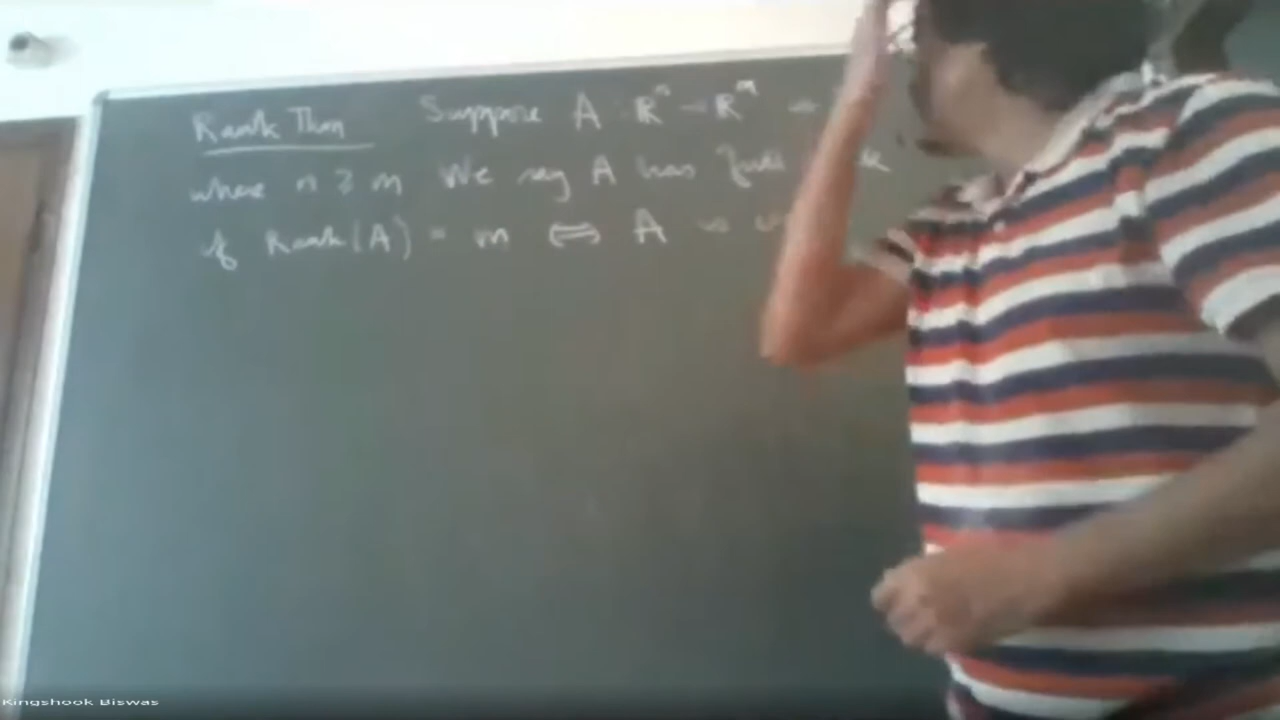 Rank Thm Suppose A : R^n → R^m
where n ≥ m We say A has full
if Rank(A) = m ⇔ A is
Kingshook Biswas